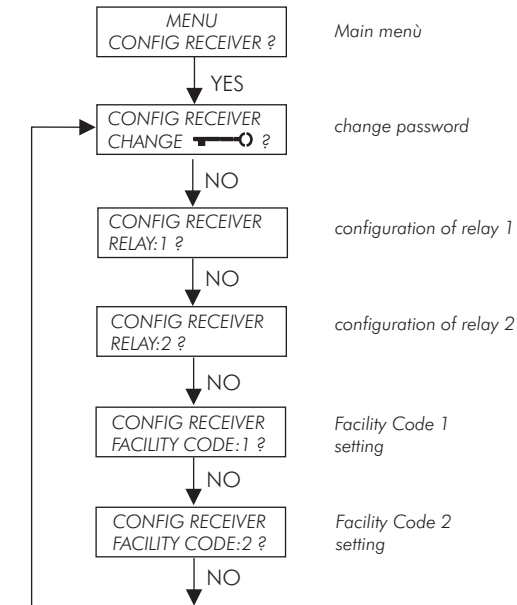 MENU
CONFIG RECEIVER ?
Main menù
YES
CONFIG RECEIVER
CHANGE ?
change password
NO
CONFIG RECEIVER
RELAY:1 ?
configuration of relay 1
NO
CONFIG RECEIVER
RELAY:2 ?
configuration of relay 2
NO
CONFIG RECEIVER
FACILITY CODE:1 ?
Facility Code 1
setting
NO
CONFIG RECEIVER
FACILITY CODE:2 ?
Facility Code 2
setting
NO